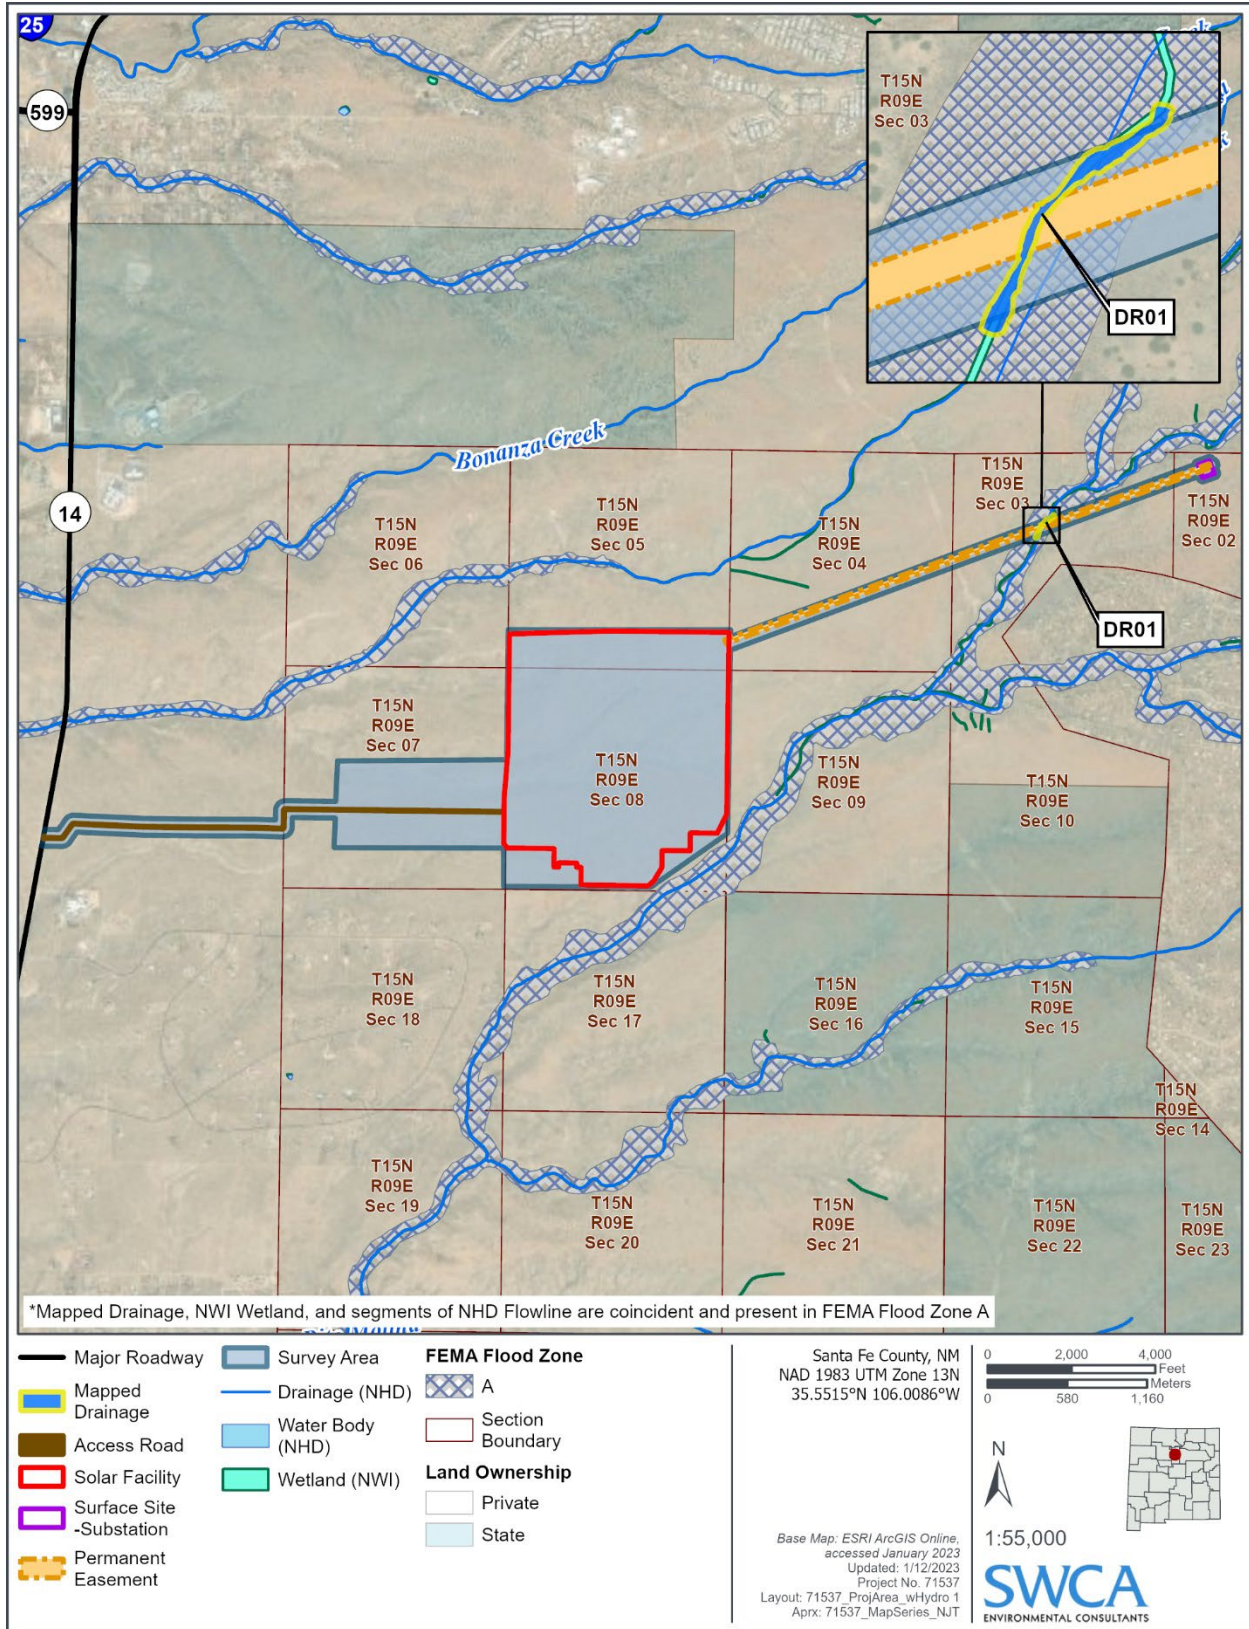 25
599
T15N
R09E
Sec 03
DR01
Bonanza Creek
14
T15N
R09E
Sec 06
T15N
R09E
Sec 05
T15N
R09E
Sec 04
T15N
R09E
Sec 03
T15N
R09E
Sec 02
DR01
T15N
R09E
Sec 07
T15N
R09E
Sec 08
T15N
R09E
Sec 09
T15N
R09E
Sec 10
T15N
R09E
Sec 18
T15N
R09E
Sec 17
T15N
R09E
Sec 16
T15N
R09E
Sec 15
T15N
R09E
Sec 14
T15N
R09E
Sec 19
T15N
R09E
Sec 20
T15N
R09E
Sec 21
T15N
R09E
Sec 22
T15N
R09E
Sec 23
*Mapped Drainage, NWI Wetland, and segments of NHD Flowline are coincident and present in FEMA Flood Zone A
Major Roadway
Mapped
Drainage
Access Road
Solar Facility
Surface Site
-Substation
Permanent
Easement
Survey Area
Drainage (NHD)
Water Body
(NHD)
Wetland (NWI)
FEMA Flood Zone
A
Section
Boundary
Land Ownership
Private
State
Santa Fe County, NM
NAD 1983 UTM Zone 13N
35.5515°N 106.0086°W
Base Map: ESRI ArcGIS Online,
accessed January 2023
Updated: 1/12/2023
Project No. 71537
Layout: 71537_ProjArea_wHydro 1
Aprx: 71537_MapSeries_NJT
0 2,000 4,000
Feet
Meters
0 580 1,160
N
1:55,000
SWCA
ENVIRONMENTAL CONSULTANTS